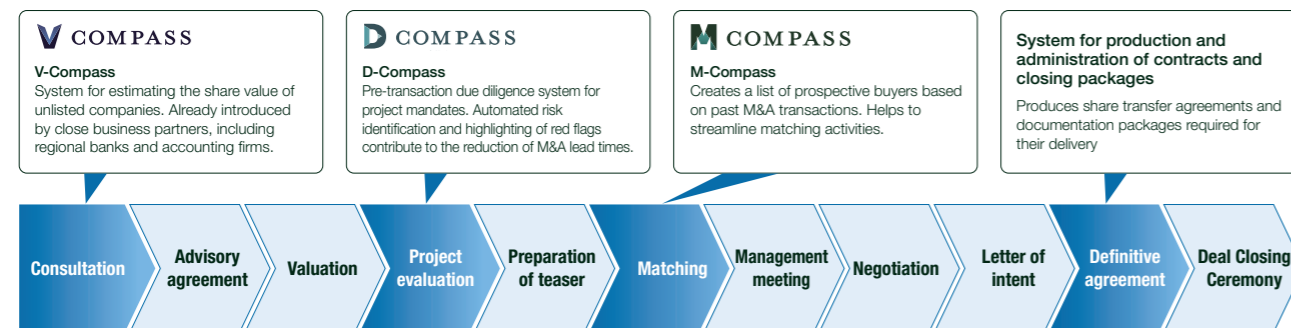 V COMPASS
V-Compass
System for estimating the share value of
unlisted companies. Already introduced
by close business partners, including
regional banks and accounting firms.
D COMPASS
D-Compass
Pre-transaction due diligence system for
project mandates. Automated risk
identification and highlighting of red flags
contribute to the reduction of M&A lead times.
M COMPASS
M-Compass
Creates a list of prospective buyers based
on past M&A transactions. Helps to
streamline matching activities.
System for production and
administration of contracts and
closing packages
Produces share transfer agreements and
documentation packages required for
their delivery
Consultation
Advisory
agreement
Valuation
Project
evaluation
Preparation
of teaser
Matching
Management
meeting
Negotiation
Letter of
intent
Definitive
agreement
Deal Closing
Ceremony